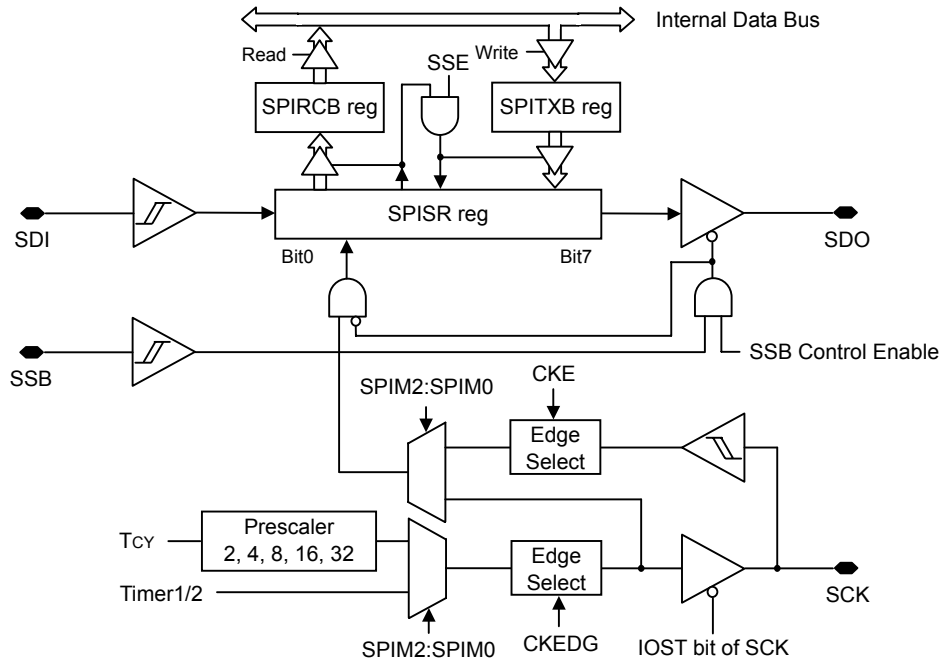 Internal Data Bus
Read
Write
SSE
SPIRCB reg
SPITXB reg
SPISR reg
SDI
SDO
Bit0
Bit7
SSB
SSB Control Enable
SPIM2:SPIM0
CKE
Edge
Select
Prescaler
2, 4, 8, 16, 32
TCY
Edge
Select
Timer1/2
SCK
SPIM2:SPIM0
CKEDG
IOST bit of SCK